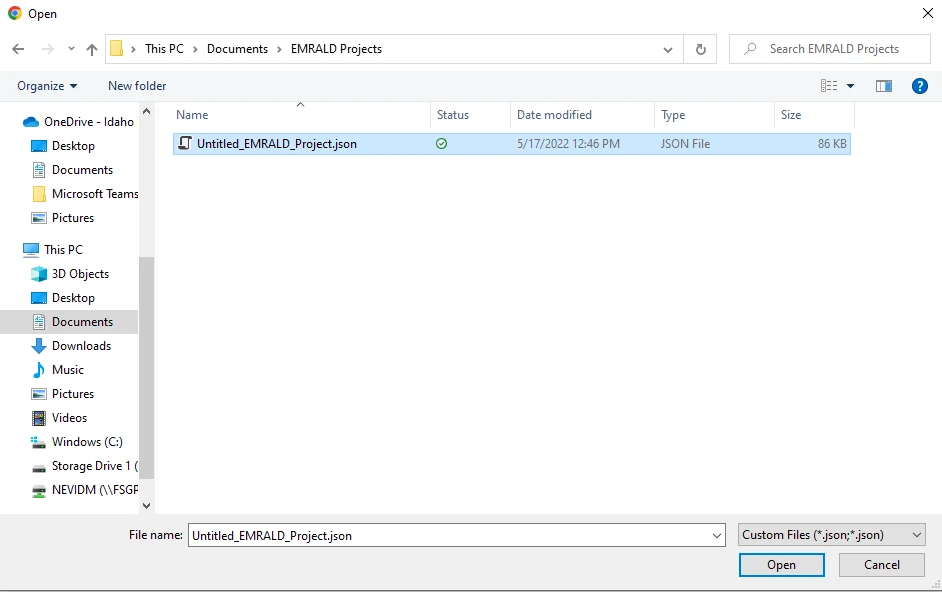 Open
This PC > Documents > EMRALD Projects
Search EMRALD Projects
Organize
New folder
?
Name Status Date modified Type Size
Untitled_EMRALD_Project.json 5/17/2022 12:46 PM JSON File 86 KB
OneDrive - Idaho
Desktop
Documents
Microsoft Teams
Pictures
This PC
3D Objects
Desktop
Documents
Downloads
Music
Pictures
Videos
Windows (C:)
Storage Drive 1 (
NEVIDM (\\FSGP
File name: Untitled_EMRALD_Project.json Custom Files (*.json;*.json)
Open Cancel